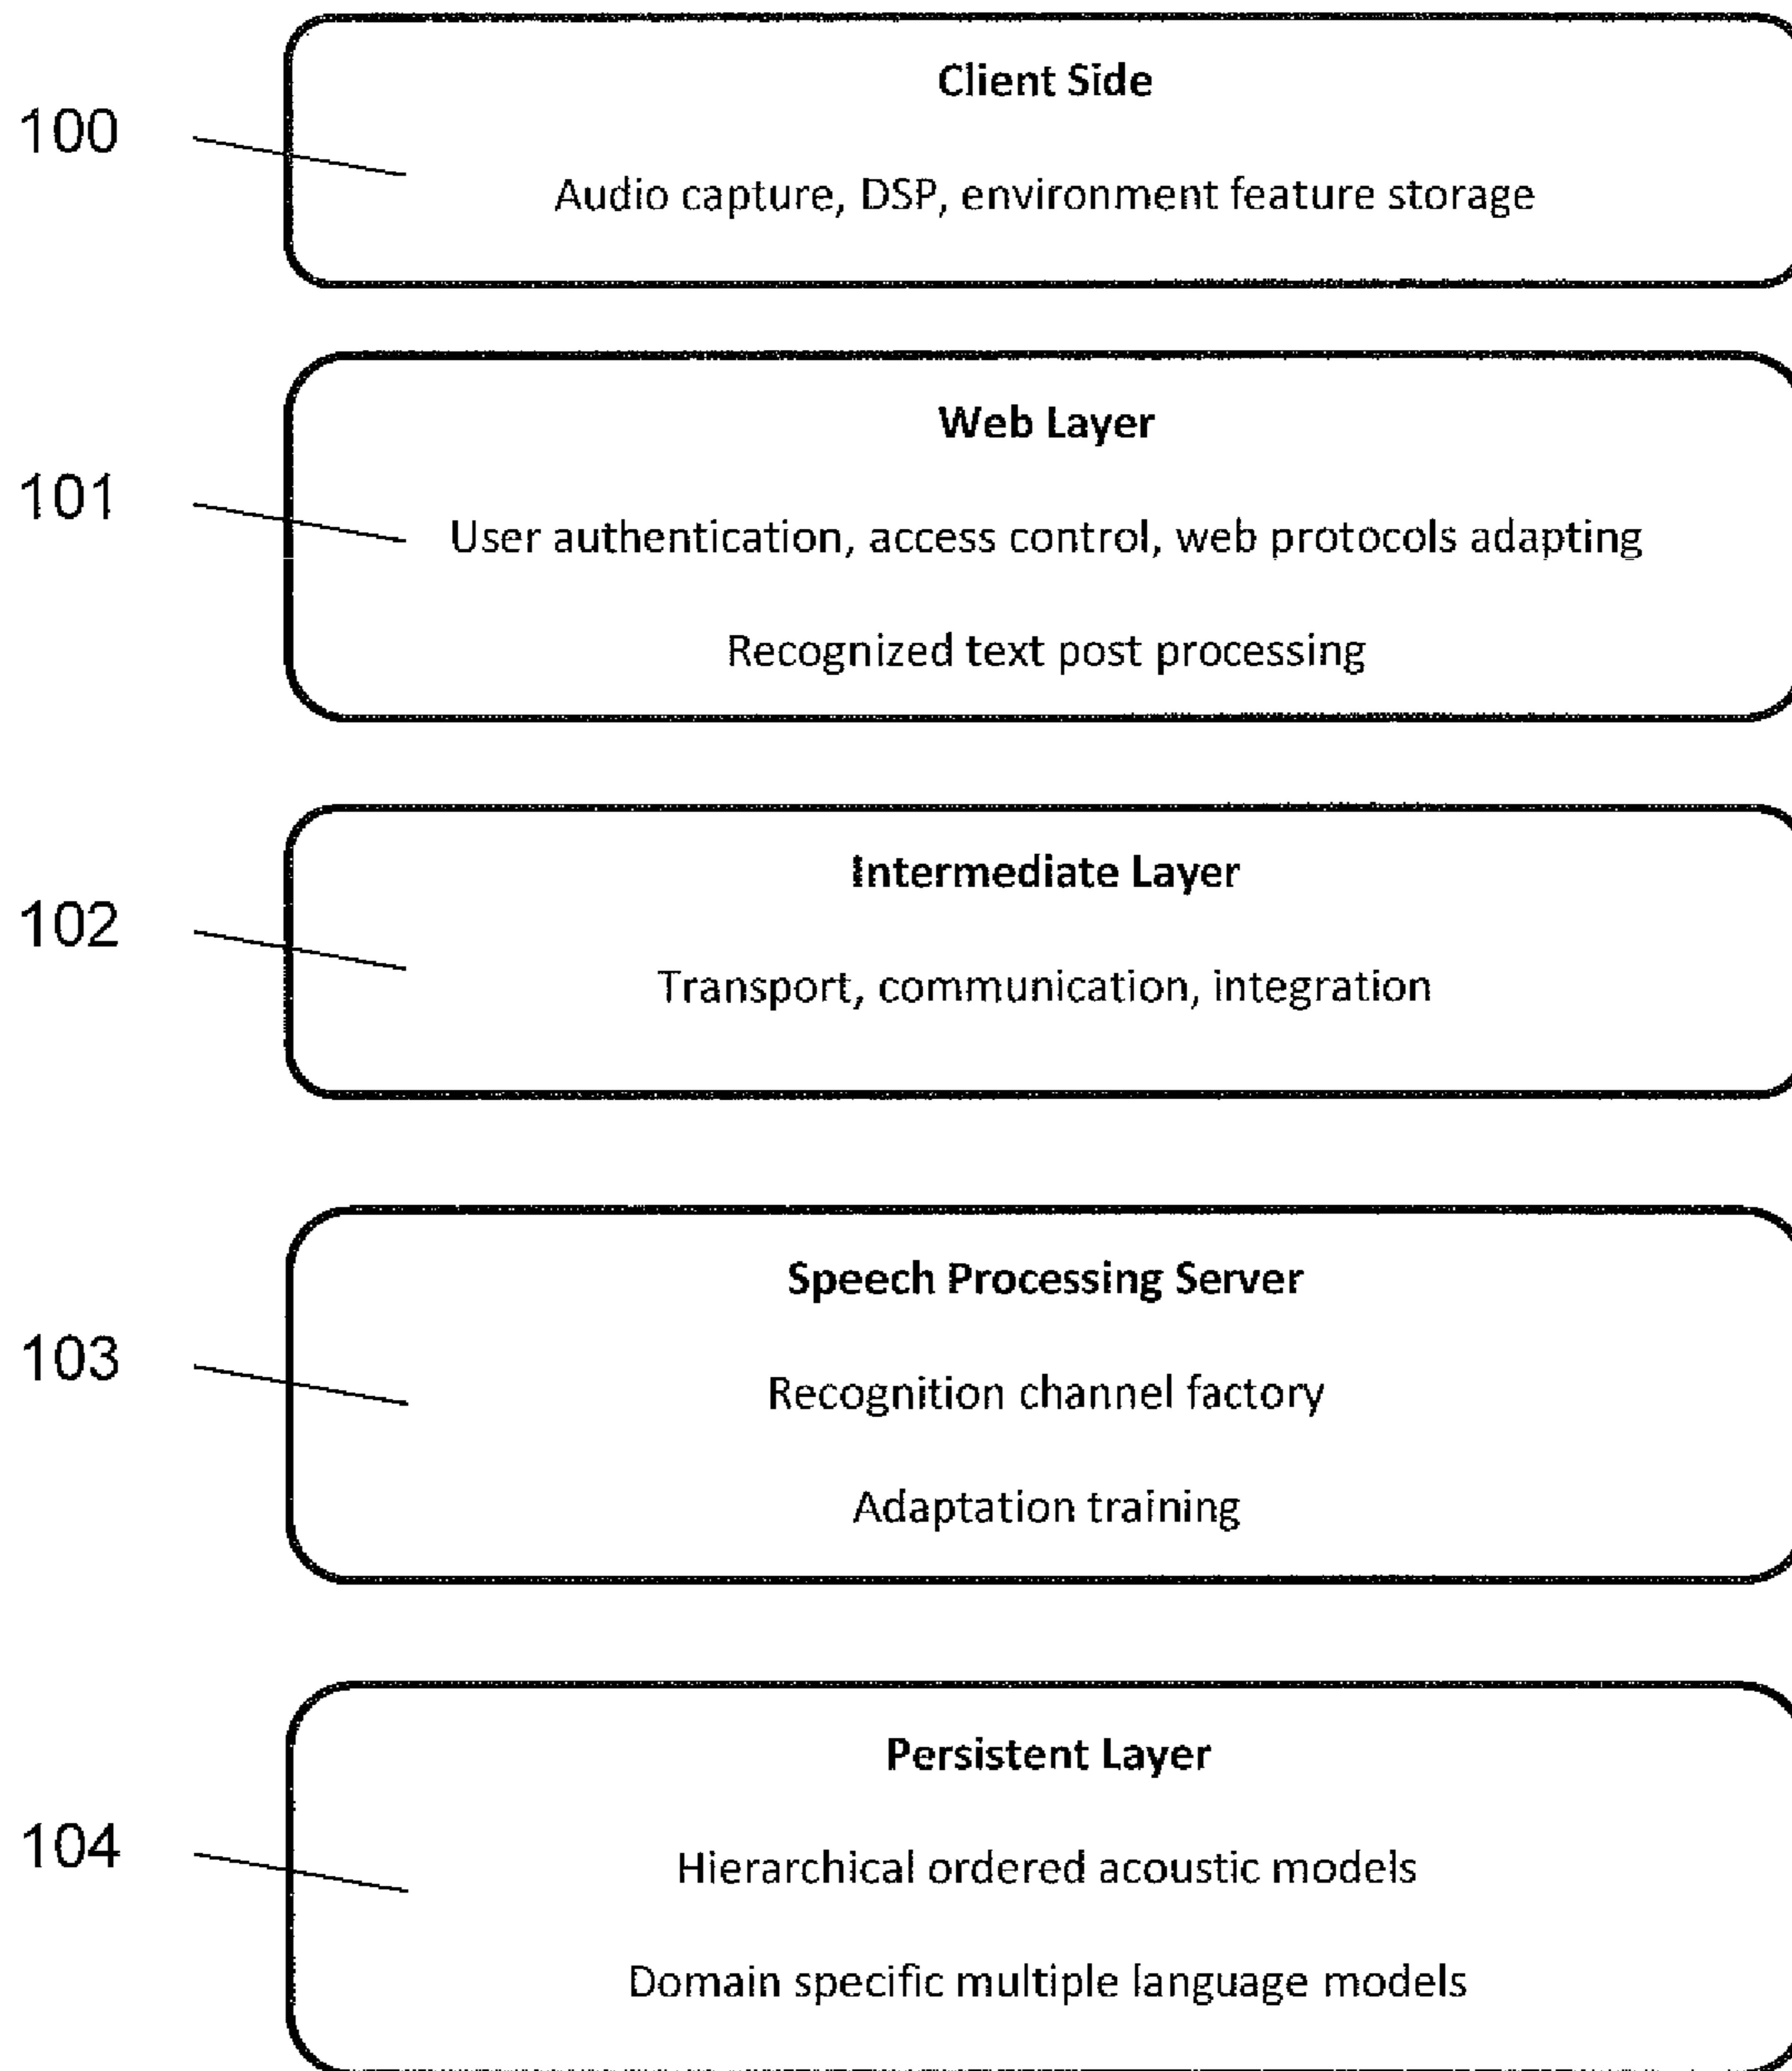 Client Side
100
Audio capture, DSP, environment feature storage
Web Layer
101
User authentication, access control, web protocols adapting
Recognized text post processing
Intermediate Layer
102
Transport, communication, integration
Speech Processing Server
103
Recognition channel factory
Adaptation training
Persistent Layer
104
Hierarchical ordered acoustic models
Domain specific multiple language models